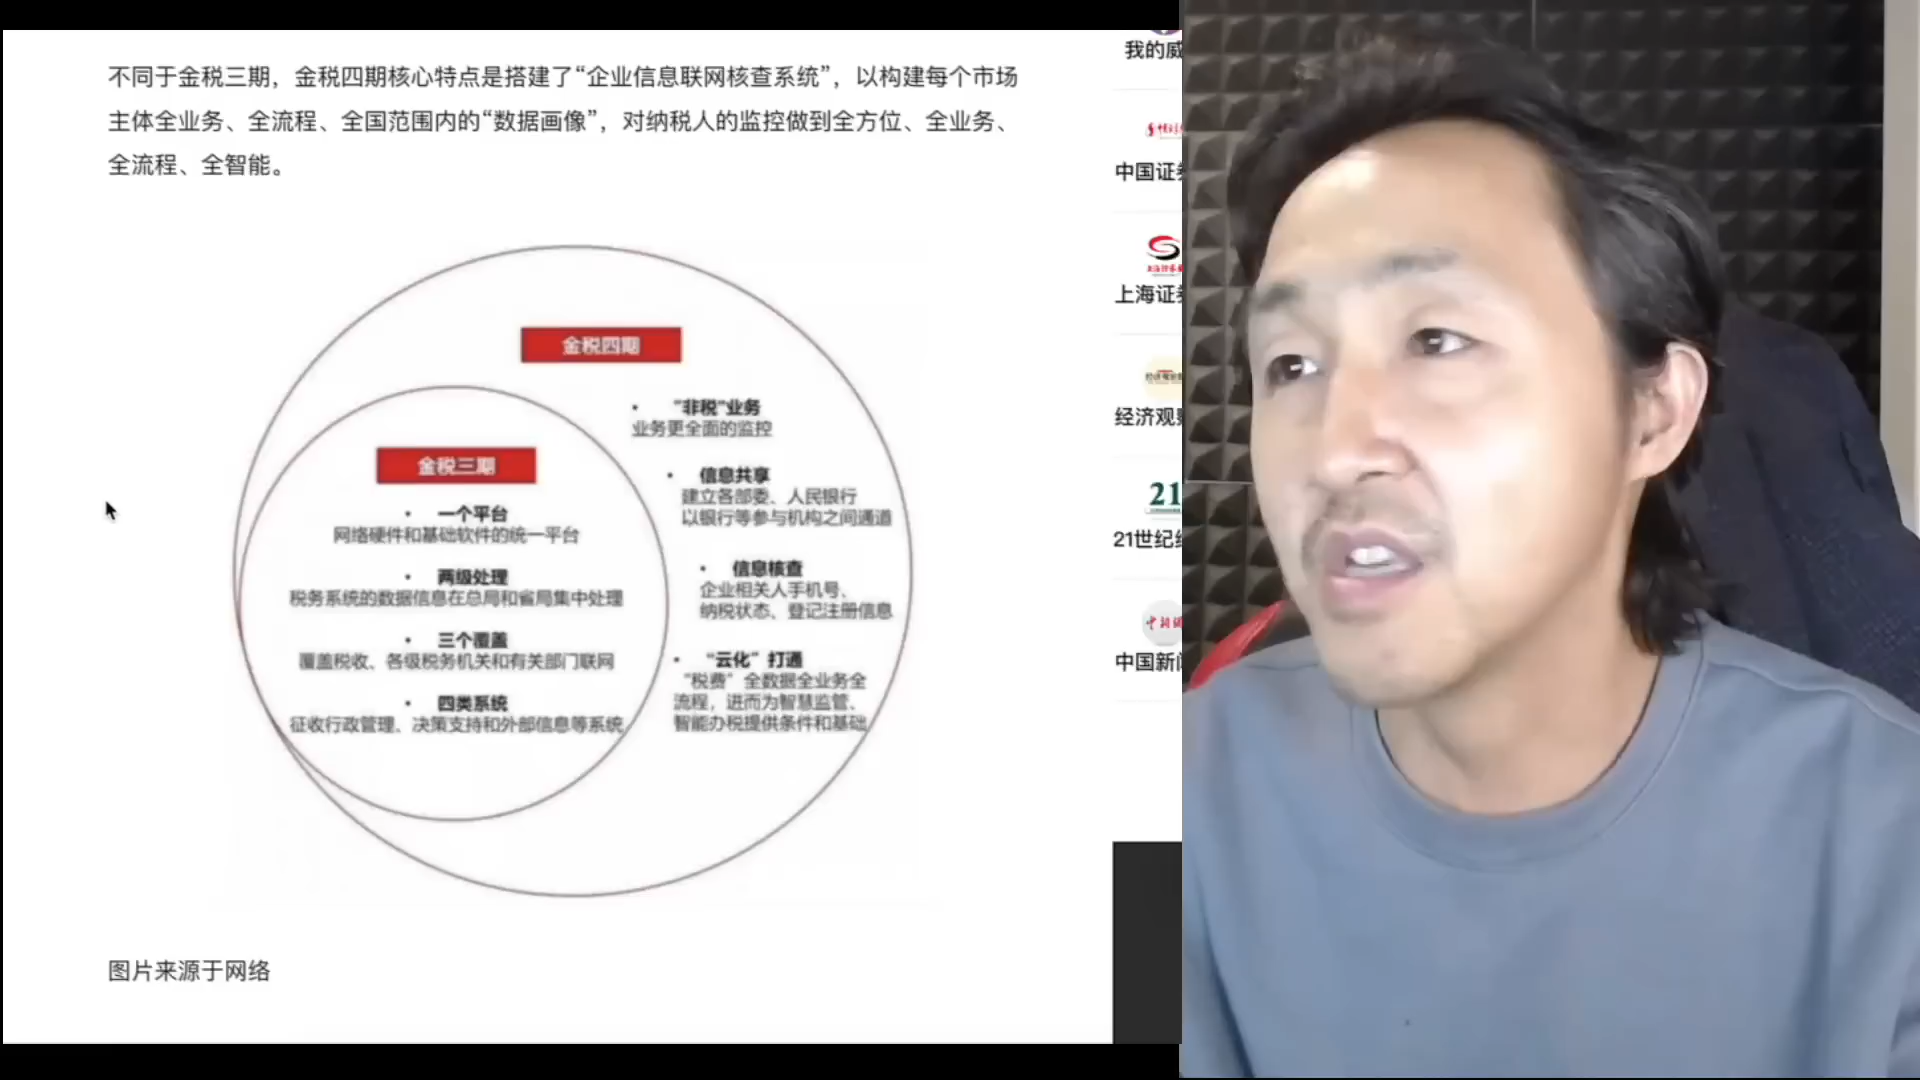 不同于金税三期，金税四期核心特点是搭建了“企业信息联网核查系统”，以构建每个市场
主体全业务、全流程、全国范围内的“数据画像”，对纳税人的监控做到全方位、全业务、
全流程、全智能。
金税四期
• “非税”业务
业务更全面的监控
• 信息共享
建立各部委、人民银行
以银行等参与机构之间通道
• 信息核查
企业相关人手机号、
纳税状态、登记注册信息
• “云化”打通
“税费”全数据全业务全
流程，进而为智慧监管、
智能办税提供条件和基础
金税三期
• 一个平台
网络硬件和基础软件的统一平台
• 两级处理
税务系统的数据信息在总局和省局集中处理
• 三个覆盖
覆盖税收、各级税务机关和有关部门联网
• 四类系统
征收行政管理、决策支持和外部信息等系统
图片来源于网络
我的威
中国证
上海证
经济观
21
21世纪
中国新